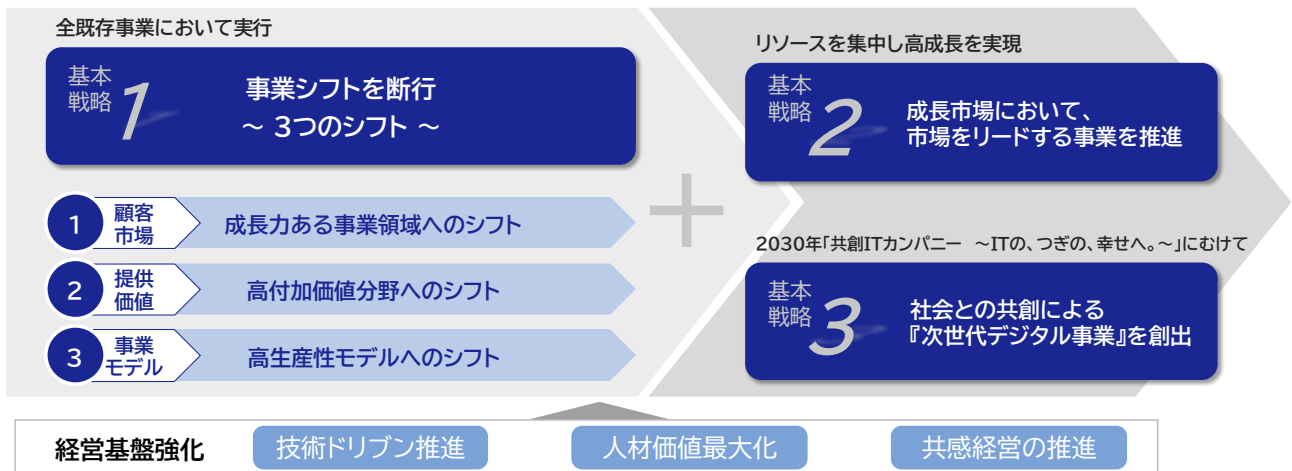 全既存事業において実行
基本
戦略
1
事業シフトを断行
～ 3つのシフト ～
1
顧客
市場
成長力ある事業領域へのシフト
2
提供
価値
高付加価値分野へのシフト
3
事業
モデル
高生産性モデルへのシフト
+
リソースを集中し高成長を実現
基本
戦略
2
成長市場において、
市場をリードする事業を推進
2030年「共創ITカンパニー ～ITの、つぎの、幸せへ。～」にむけて
基本
戦略
3
社会との共創による
『次世代デジタル事業』を創出
経営基盤強化
技術ドリブン推進
人材価値最大化
共感経営の推進